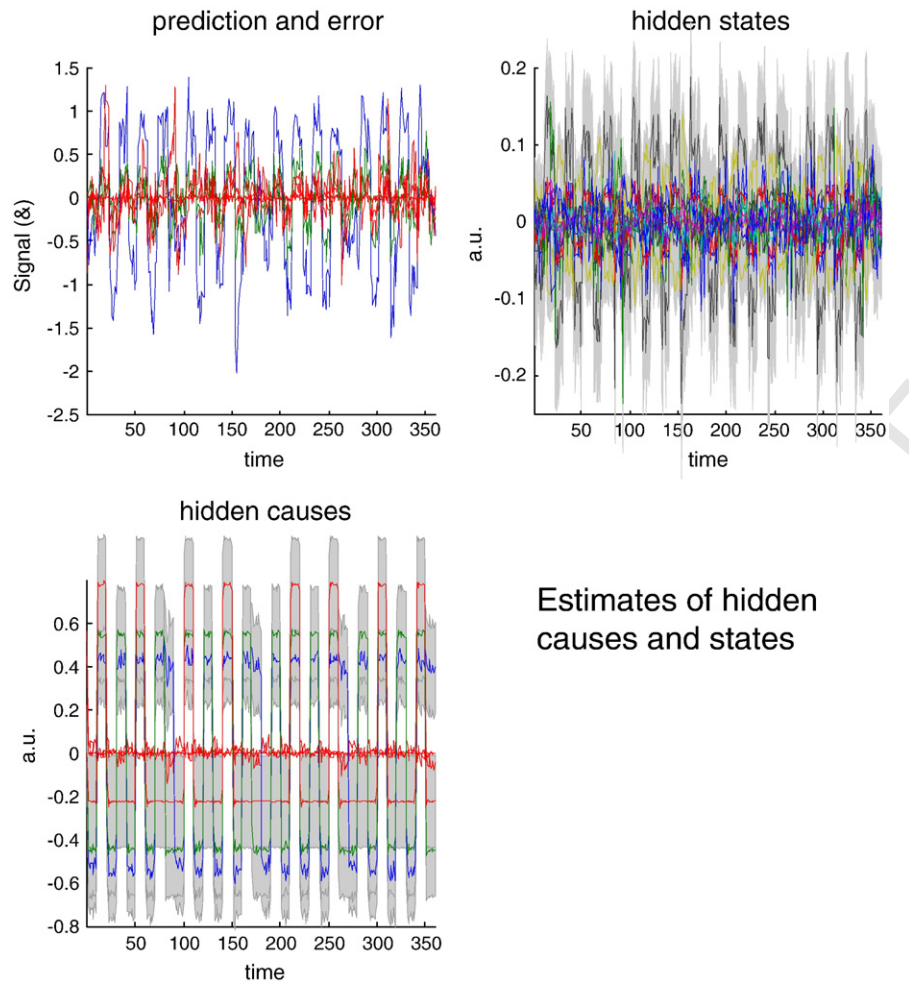 prediction and error
1.5
1
0.5
0
-0.5
-1
-1.5
-2
-2.5
Signal (&)
50 100 150 200 250 300 350
time
hidden states
0.2
0.1
0
-0.1
-0.2
a.u.
50 100 150 200 250 300 350
time
hidden causes
0.6
0.4
0.2
0
-0.2
-0.4
-0.6
-0.8
a.u.
50 100 150 200 250 300 350
time
Estimates of hidden
causes and states